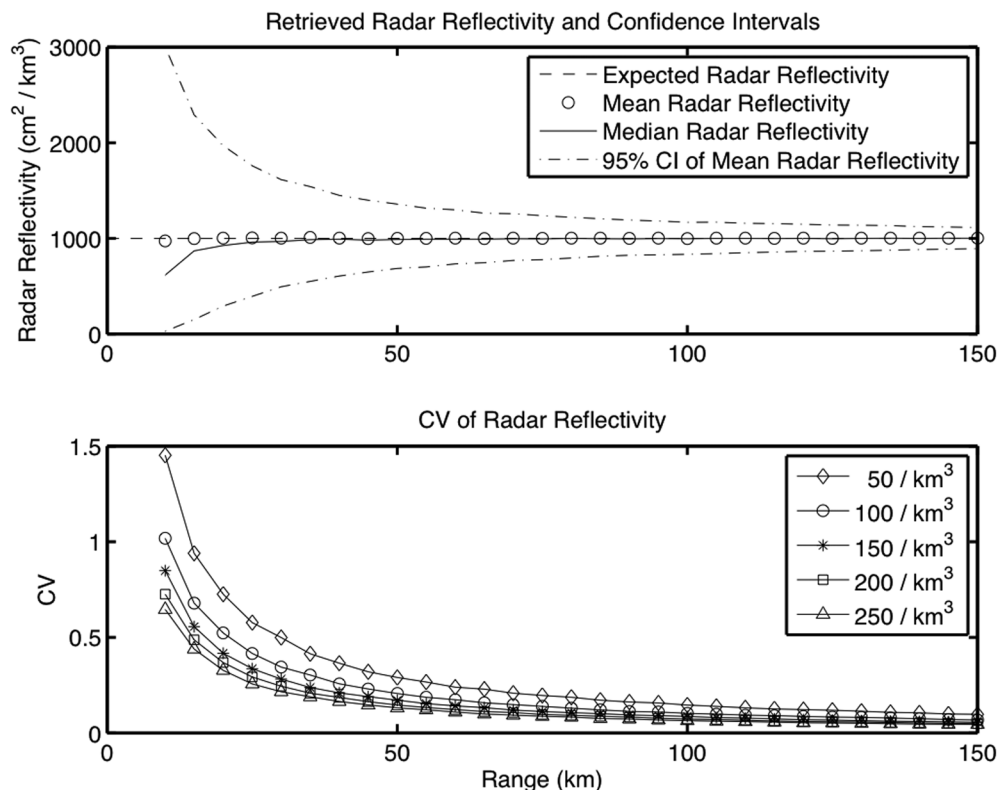 Retrieved Radar Reflectivity and Confidence Intervals
Radar Reflectivity (cm² / km³)
3000
2000
1000
0
Expected Radar Reflectivity
Mean Radar Reflectivity
Median Radar Reflectivity
95% CI of Mean Radar Reflectivity
0
50
100
150
CV of Radar Reflectivity
CV
1.5
1
0.5
0
50 / km³
100 / km³
150 / km³
200 / km³
250 / km³
0
50
100
150
Range (km)